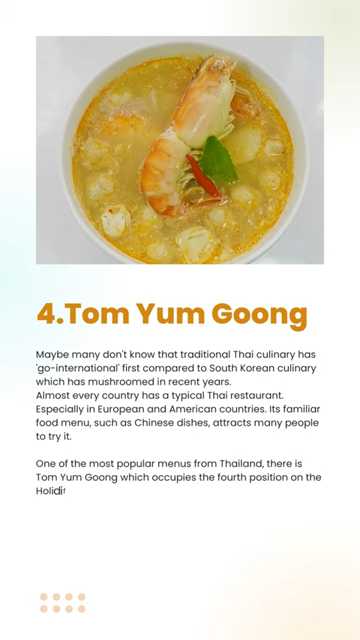 4.Tom Yum Goong
Maybe many don't know that traditional Thai culinary has
'go-international' first compared to South Korean culinary
which has mushroomed in recent years.
Almost every country has a typical Thai restaurant.
Especially in European and American countries. Its familiar
food menu, such as Chinese dishes, attracts many people
to try it.
One of the most popular menus from Thailand, there is
Tom Yum Goong which occupies the fourth position on the